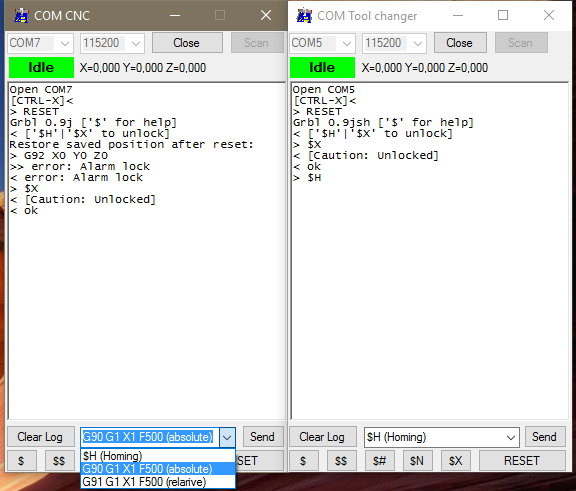 COM CNC
COM7 115200 Close Scan
Idle X=0,000 Y=0,000 Z=0,000
Open COM7
[CTRL-X]<
> RESET
Grbl 0.9j ['$' for help]
< ['$H'|'$X' to unlock]
Restore saved position after reset:
> G92 X0 Y0 Z0
>> error: Alarm lock
< error: Alarm lock
> $X
< [Caution: Unlocked]
< ok
Clear Log G90 G1 X1 F500 (absolute) Send
$H (Homing)
G90 G1 X1 F500 (absolute)
G91 G1 X1 F500 (relarive)
$ $$ SET
COM Tool changer
COM5 115200 Close Scan
Idle X=0,000 Y=0,000 Z=0,000
Open COM5
[CTRL-X]<
> RESET
Grbl 0.9jsh ['$' for help]
< ['$H'|'$X' to unlock]
> $X
< [Caution: Unlocked]
< ok
> $H
Clear Log $H (Homing) Send
$ $$ $# $N $X RESET